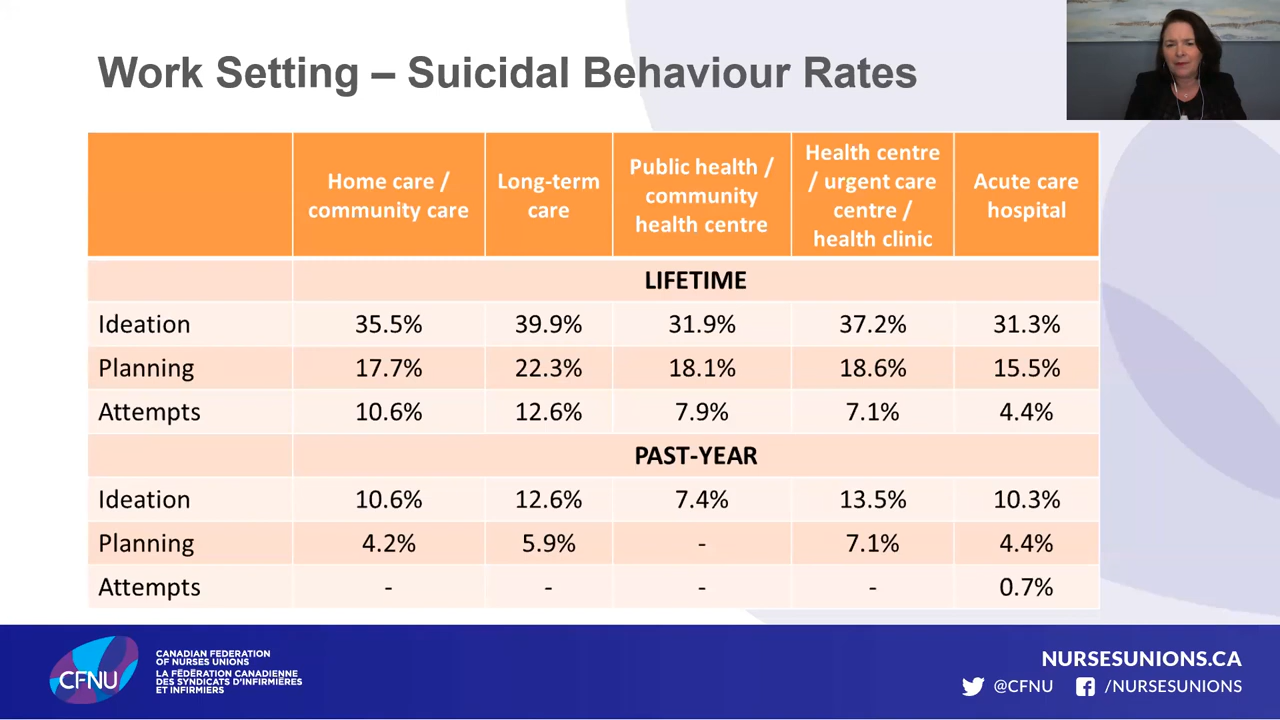 Work Setting – Suicidal Behaviour Rates
Home care /
community care
Long-term
care
Public health /
community
health centre
Health centre
/ urgent care
centre /
health clinic
Acute care
hospital
LIFETIME
Ideation 35.5% 39.9% 31.9% 37.2% 31.3%
Planning 17.7% 22.3% 18.1% 18.6% 15.5%
Attempts 10.6% 12.6% 7.9% 7.1% 4.4%
PAST-YEAR
Ideation 10.6% 12.6% 7.4% 13.5% 10.3%
Planning 4.2% 5.9% - 7.1% 4.4%
Attempts - - - - 0.7%
CFNU
CANADIAN FEDERATION
OF NURSES UNIONS
LA FÉDÉRATION CANADIENNE
DES SYNDICATS D'INFIRMIÈRES
ET INFIRMIERS
NURSESUNIONS.CA
@CFNU /NURSESUNIONS